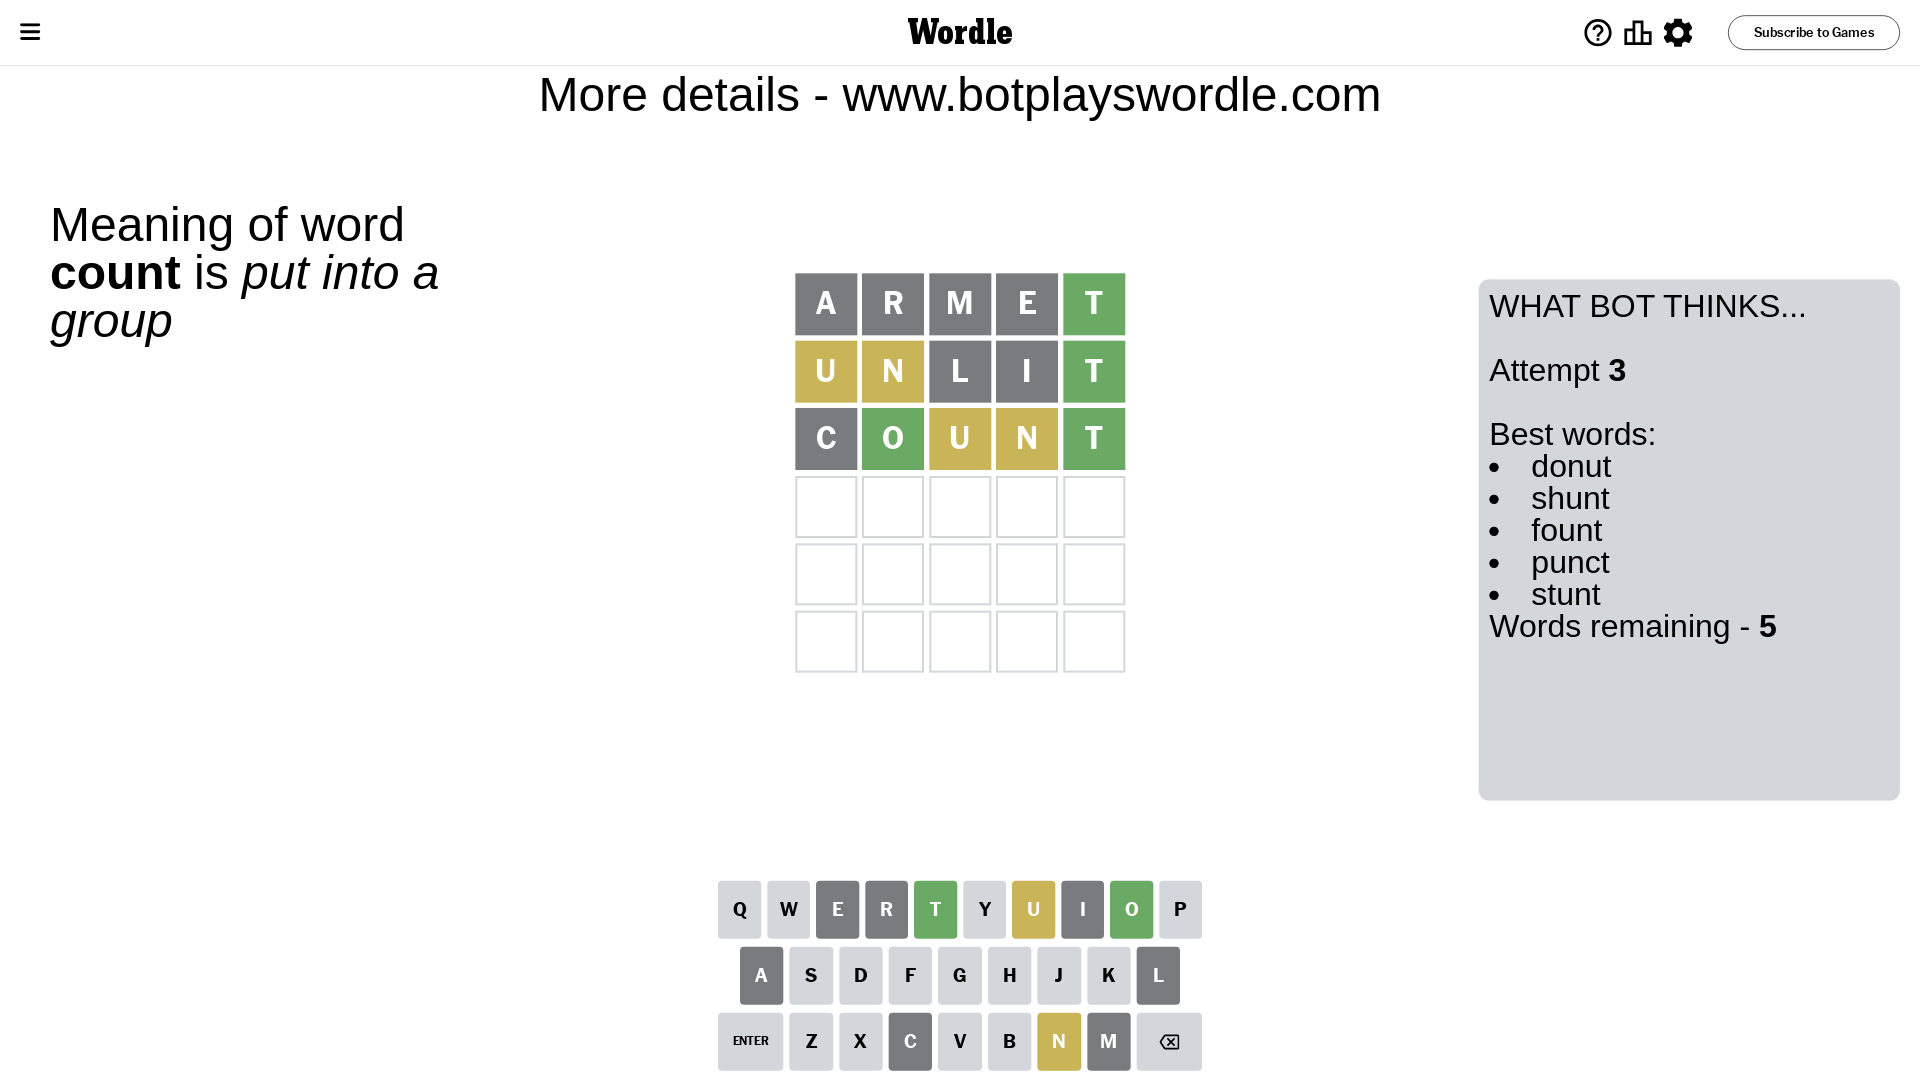 Wordle
Subscribe to Games
More details - www.botplayswordle.com
Meaning of word
count is put into a
group
A R M E T
U N L I T
C O U N T
WHAT BOT THINKS...
Attempt 3
Best words:
• donut
• shunt
• fount
• punct
• stunt
Words remaining - 5
Q W E R T Y U I O P
A S D F G H J K L
ENTER Z X C V B N M